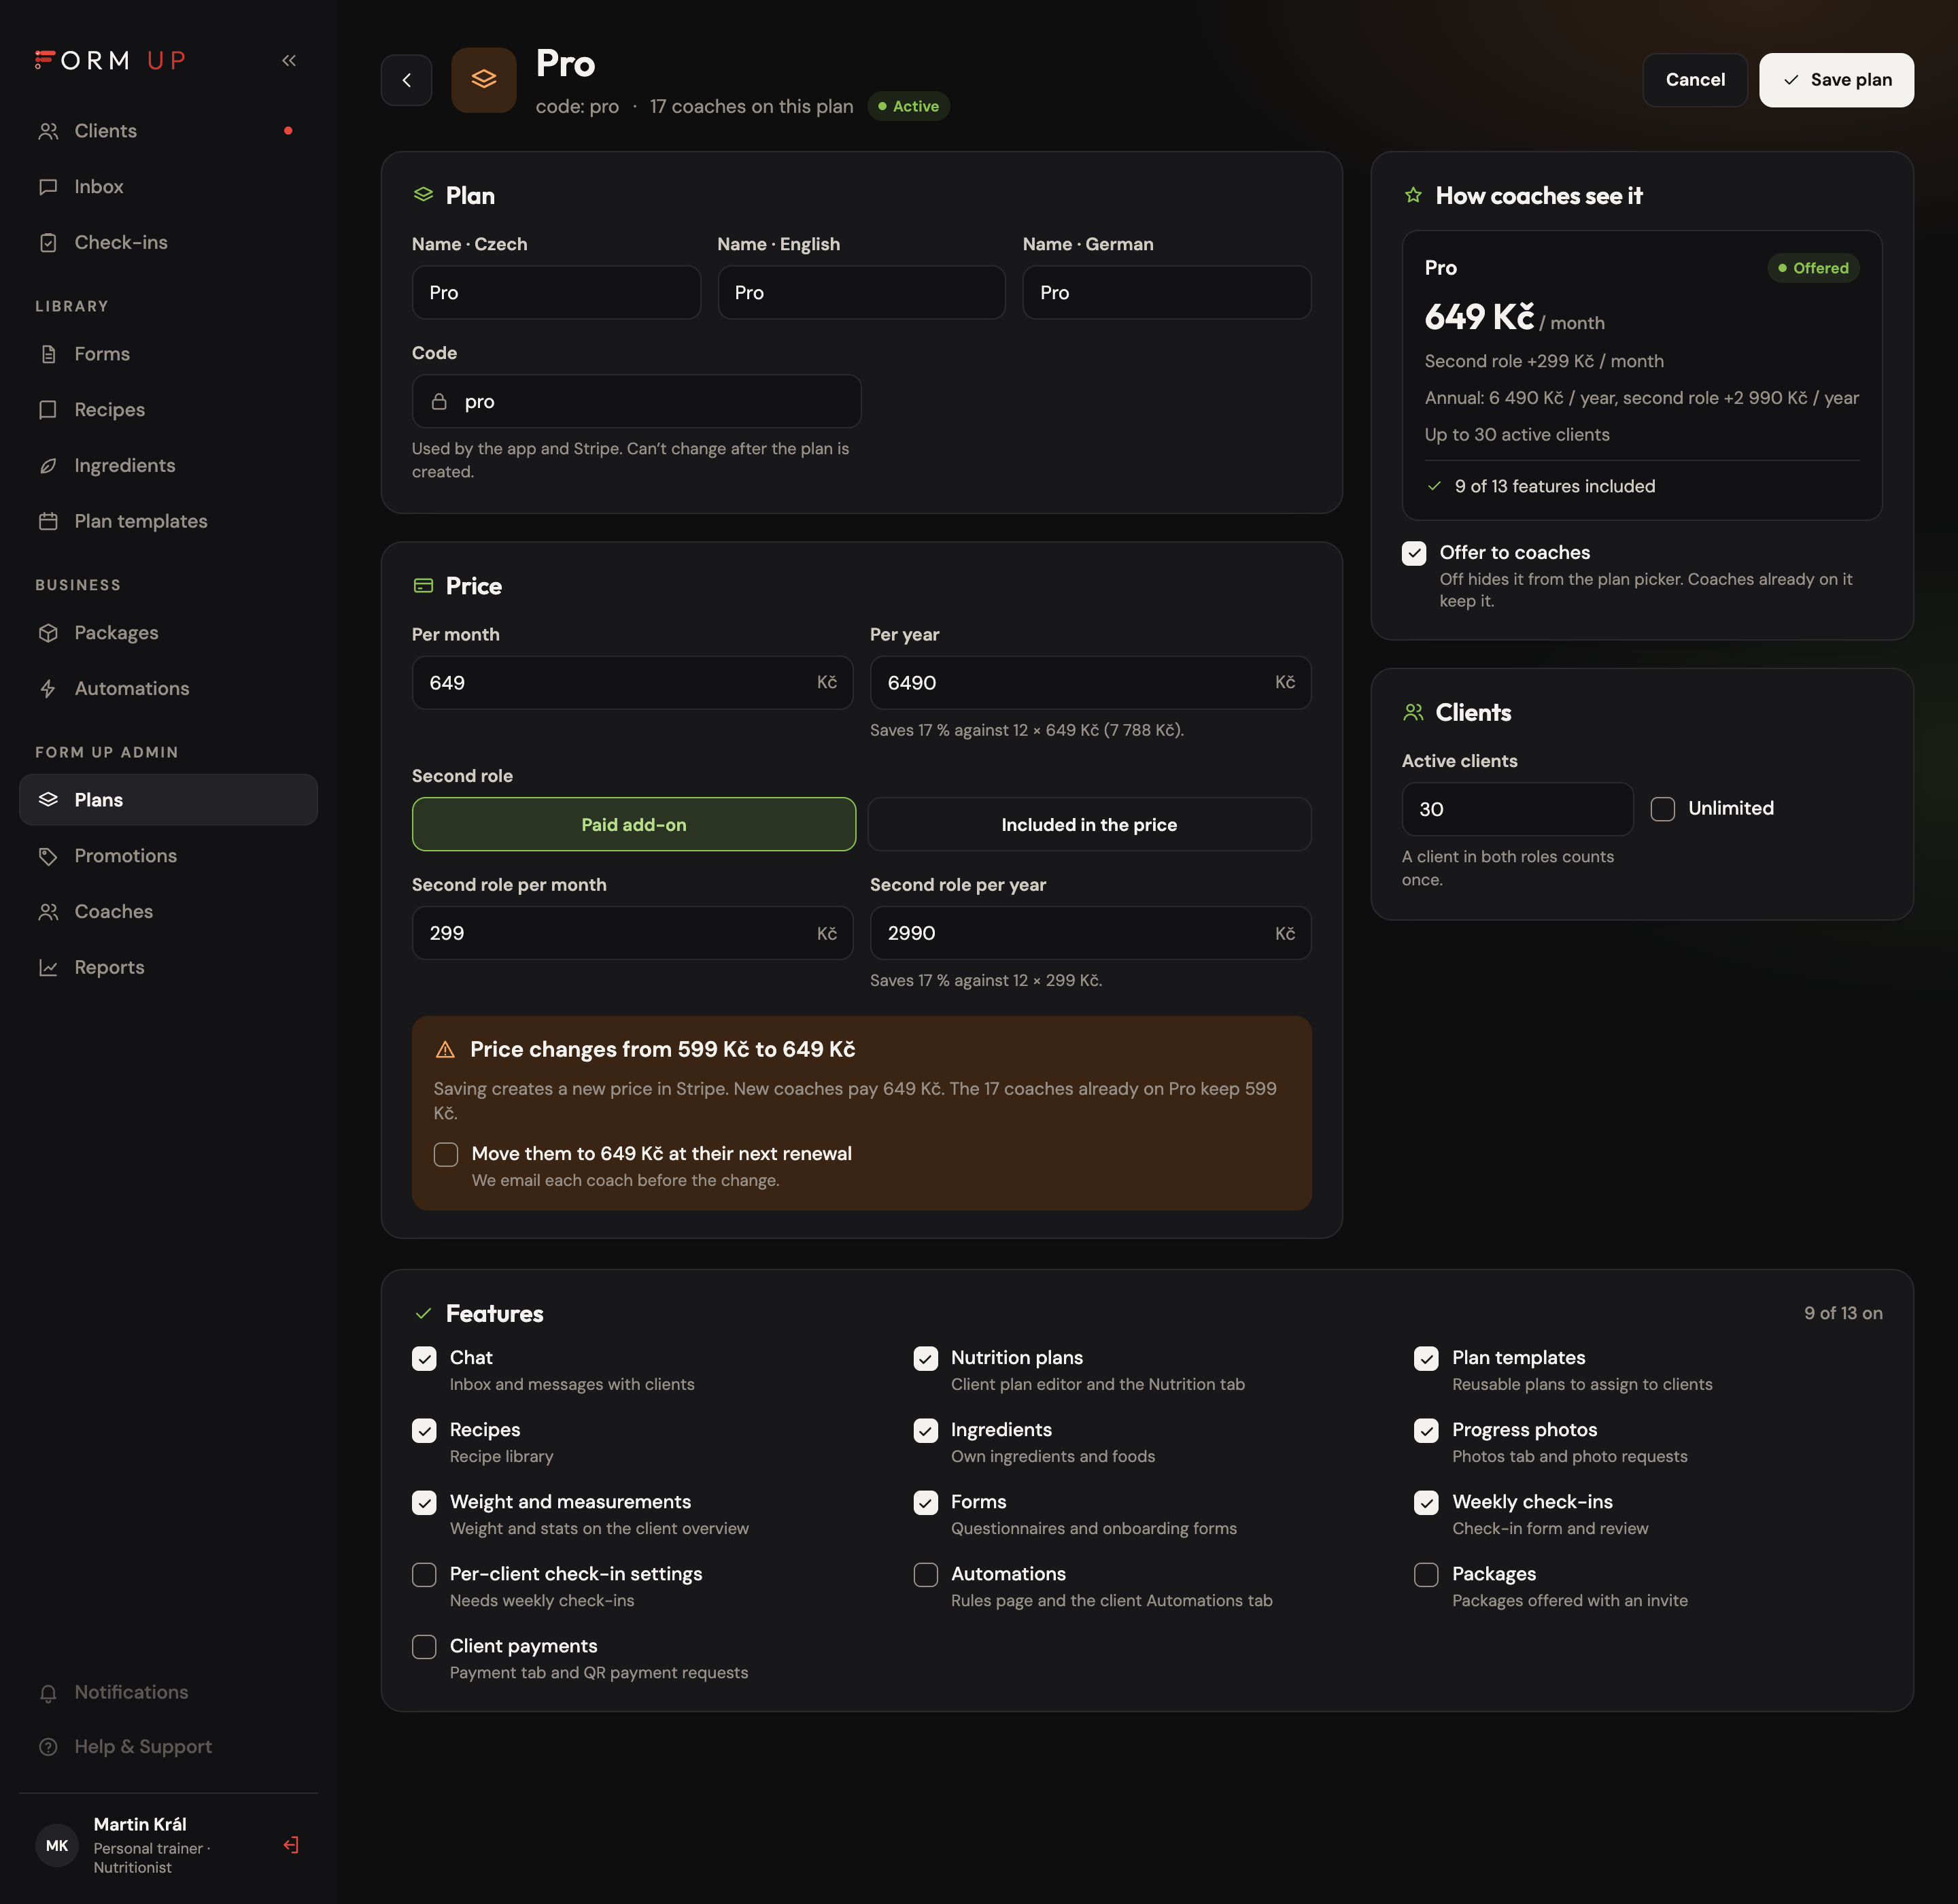 FORM UP
Clients
Inbox
Check-ins
LIBRARY
Forms
Recipes
Ingredients
Plan templates
BUSINESS
Packages
Automations
FORM UP ADMIN
Plans
Promotions
Coaches
Reports
Notifications
Help & Support
MK
Martin Král
Personal trainer ·
Nutritionist
Pro
code: pro · 17 coaches on this plan
Active
Cancel
Save plan
Plan
Name · Czech
Name · English
Name · German
Pro
Pro
Pro
Code
pro
Used by the app and Stripe. Can’t change after the plan is
created.
Price
Per month
Per year
649 Kč
6490 Kč
Saves 17 % against 12 × 649 Kč (7 788 Kč).
Second role
Paid add-on
Included in the price
Second role per month
Second role per year
299 Kč
2990 Kč
Saves 17 % against 12 × 299 Kč.
Price changes from 599 Kč to 649 Kč
Saving creates a new price in Stripe. New coaches pay 649 Kč. The 17 coaches already on Pro keep 599
Kč.
Move them to 649 Kč at their next renewal
We email each coach before the change.
How coaches see it
Pro
Offered
649 Kč / month
Second role +299 Kč / month
Annual: 6 490 Kč / year, second role +2 990 Kč / year
Up to 30 active clients
9 of 13 features included
Offer to coaches
Off hides it from the plan picker. Coaches already on it
keep it.
Clients
Active clients
30
Unlimited
A client in both roles counts
once.
Features
9 of 13 on
Chat
Inbox and messages with clients
Nutrition plans
Client plan editor and the Nutrition tab
Plan templates
Reusable plans to assign to clients
Recipes
Recipe library
Ingredients
Own ingredients and foods
Progress photos
Photos tab and photo requests
Weight and measurements
Weight and stats on the client overview
Forms
Questionnaires and onboarding forms
Weekly check-ins
Check-in form and review
Per-client check-in settings
Needs weekly check-ins
Automations
Rules page and the client Automations tab
Packages
Packages offered with an invite
Client payments
Payment tab and QR payment requests